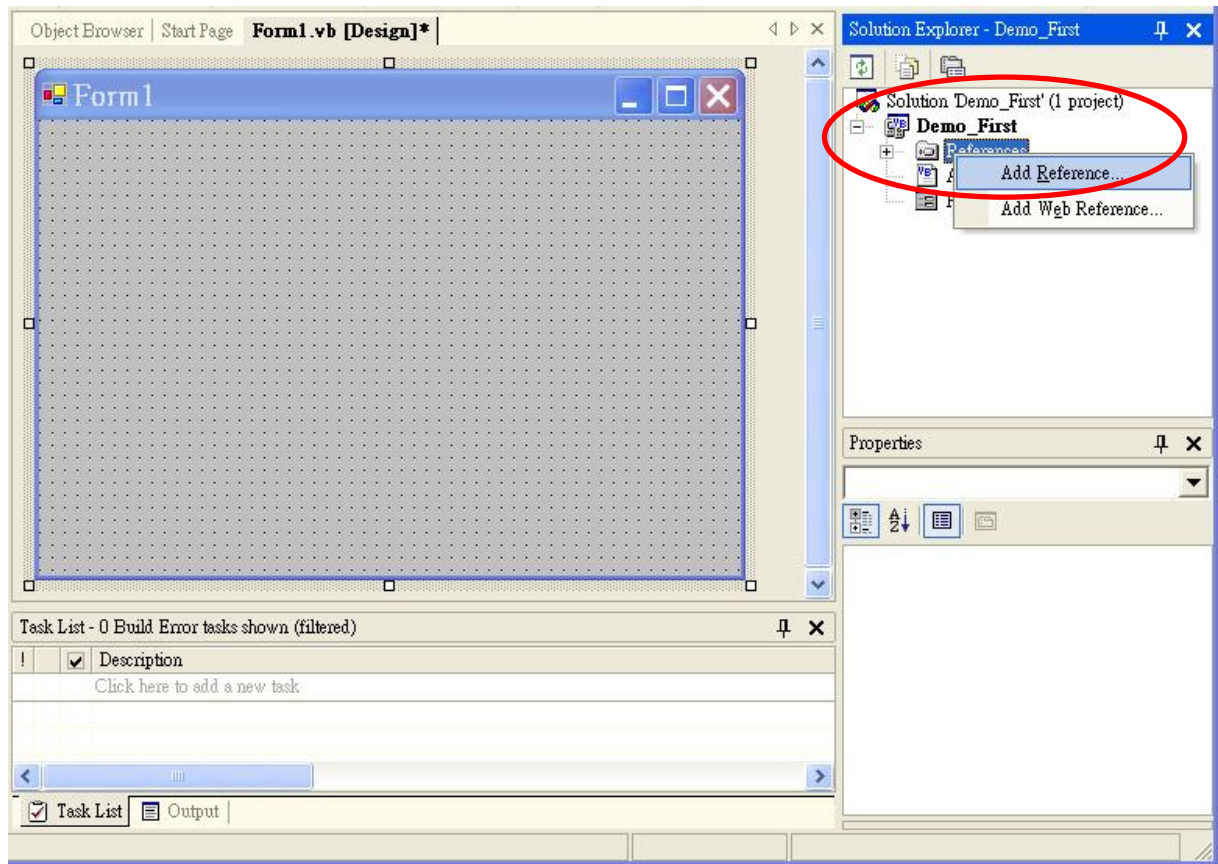 Object Browser | Start Page Form1.vb [Design]*
Form1
Task List - 0 Build Error tasks shown (filtered)
! Description
Click here to add a new task
Task List Output
Solution Explorer - Demo_First
Solution 'Demo_First' (1 project)
Demo_First
References
Add Reference...
Add Web Reference...
Properties